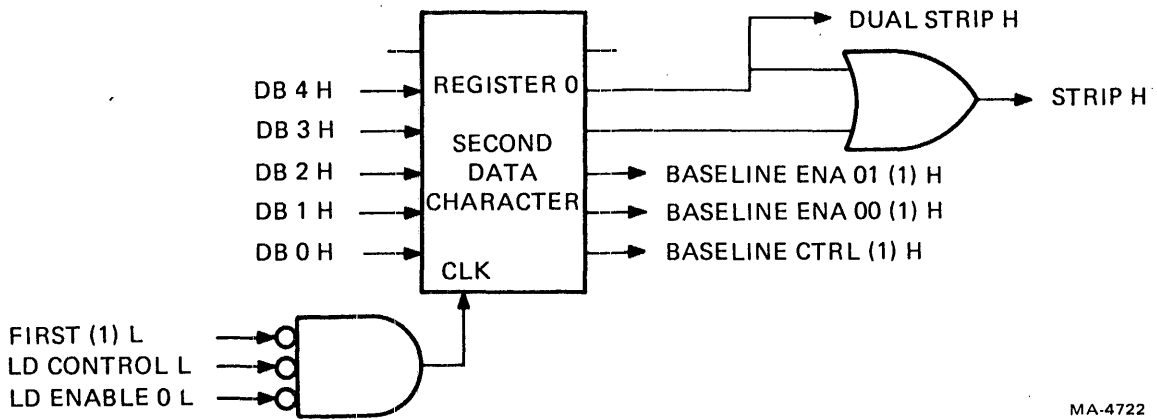 DUAL STRIP H
DB 4 H
REGISTER 0
STRIP H
DB 3 H
SECOND
DATA
CHARACTER
DB 2 H
BASELINE ENA 01 (1) H
DB 1 H
BASELINE ENA 00 (1) H
DB 0 H
BASELINE CTRL (1) H
CLK
FIRST (1) L
LD CONTROL L
LD ENABLE 0 L
MA-4722